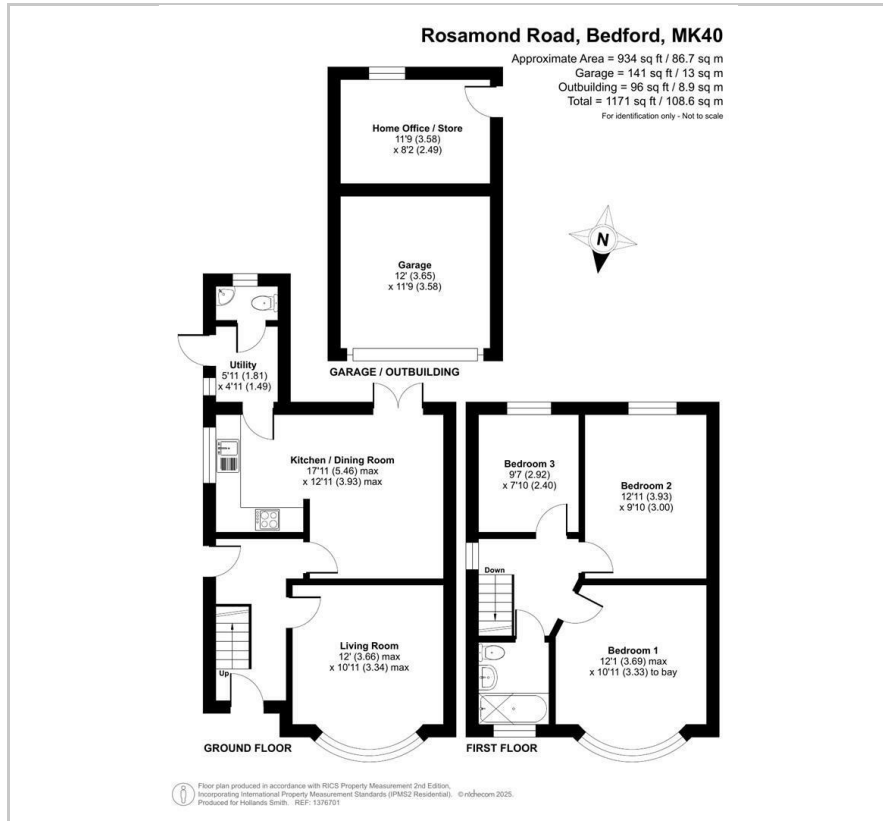 Rosamond Road, Bedford, MK40
Approximate Area = 934 sq ft / 86.7 sq m
Garage = 141 sq ft / 13 sq m
Outbuilding = 96 sq ft / 8.9 sq m
Total = 1171 sq ft / 108.6 sq m
For identification only - Not to scale
Home Office / Store
11'9 (3.58)
x 8'2 (2.49)
N
Garage
12' (3.65)
x 11'9 (3.58)
GARAGE / OUTBUILDING
Utility
5'11 (1.81)
x 4'11 (1.49)
Kitchen / Dining Room
17'11 (5.46) max
x 12'11 (3.93) max
Bedroom 3
9'7 (2.92)
x 7'10 (2.40)
Bedroom 2
12'11 (3.93)
x 9'10 (3.00)
Down
Up
Living Room
12' (3.66) max
x 10'11 (3.34) max
Bedroom 1
12'1 (3.69) max
x 10'11 (3.33) to bay
GROUND FLOOR
FIRST FLOOR
Floor plan produced in accordance with RICS Property Measurement 2nd Edition,
Incorporating International Property Measurement Standards (IPMS2 Residential). ©nichecom 2025.
Produced for Hollands Smith. REF: 1376701